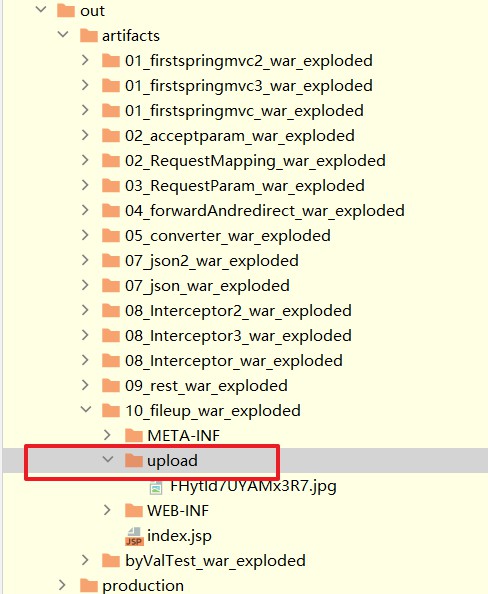 out
artifacts
01_firstspringmvc2_war_exploded
01_firstspringmvc3_war_exploded
01_firstspringmvc_war_exploded
02_acceptparam_war_exploded
02_RequestMapping_war_exploded
03_RequestParam_war_exploded
04_forwardAndredirect_war_exploded
05_converter_war_exploded
07_json2_war_exploded
07_json_war_exploded
08_Interceptor2_war_exploded
08_Interceptor3_war_exploded
08_Interceptor_war_exploded
09_rest_war_exploded
10_fileup_war_exploded
META-INF
upload
FHytId7UYAMx3R7.jpg
WEB-INF
JSP index.jsp
byValTest_war_exploded
production